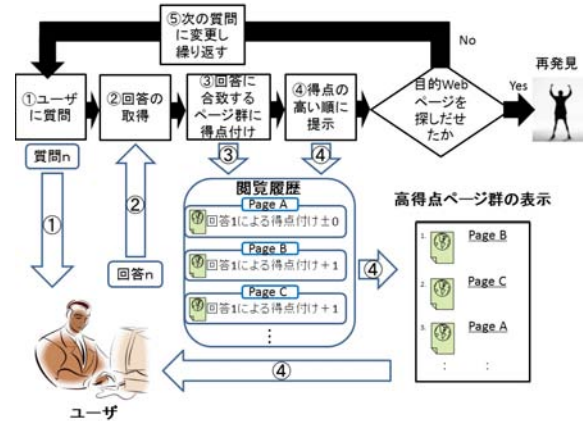 ⑤次の質問
に変更し
繰り返す
No
①ユーザ
に質問
②回答の
取得
③回答に
合致する
ページ群に
得点付け
④得点の
高い順に
提示
目的Web
ページを
探しだせ
たか
Yes
再発見
質問n
①
②
回答n
③
④
閲覧履歴
Page A
回答1による得点付け±0
Page B
回答1による得点付け+1
Page C
回答1による得点付け+1
⋮
④
高得点ページ群の表示
1. Page B
2. Page C
3. Page A
: :
④
ユーザ